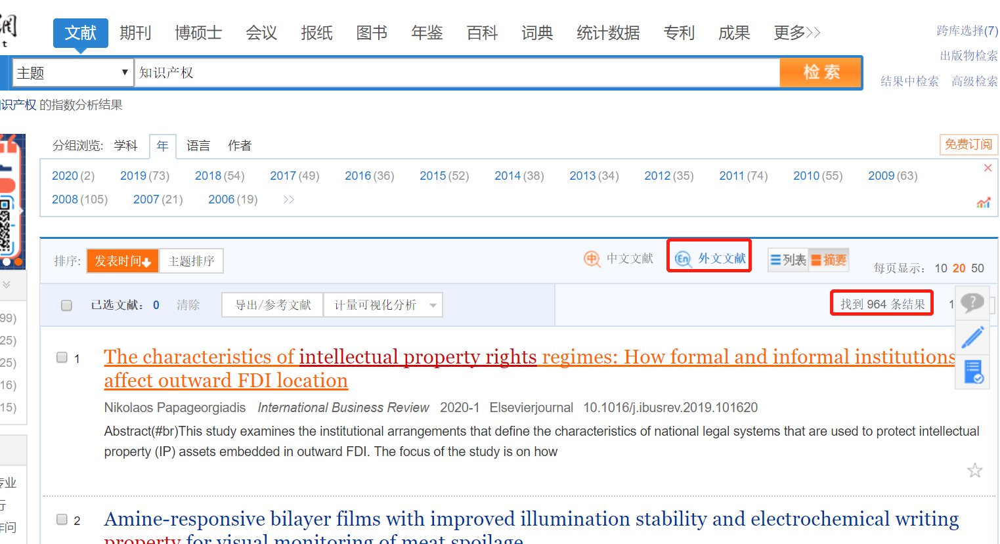 網
t
文献 期刊 博硕士 会议 报纸 图书 年鉴 百科 词典 统计数据 专利 成果 更多>>
跨库选择(7)
出版物检索
主题 知识产权 检索
结果中检索 高级检索
识产权 的指数分析结果
分组浏览: 学科 年 语言 作者
免费订阅
2020(2) 2019(73) 2018(54) 2017(49) 2016(36) 2015(52) 2014(38) 2013(34) 2012(35) 2011(74) 2010(55) 2009(63)
2008(105) 2007(21) 2006(19) >>
排序: 发表时间 主题排序 中 中文文献 En 外文文献 列表 摘要 每页显示: 10 20 50
已选文献: 0 清除 导出/参考文献 计量可视化分析 找到 964 条结果 1
99)
25)
25)
16)
15)
1 The characteristics of intellectual property rights regimes: How formal and informal institutions
affect outward FDI location
Nikolaos Papageorgiadis International Business Review 2020-1 Elsevierjournal 10.1016/j.ibusrev.2019.101620
Abstract(#br)This study examines the institutional arrangements that define the characteristics of national legal systems that are used to protect intellectual
property (IP) assets embedded in outward FDI. The focus of the study is on how
专业
行
年问
2 Amine-responsive bilayer films with improved illumination stability and electrochemical writing
property for visual monitoring of meat spoilage